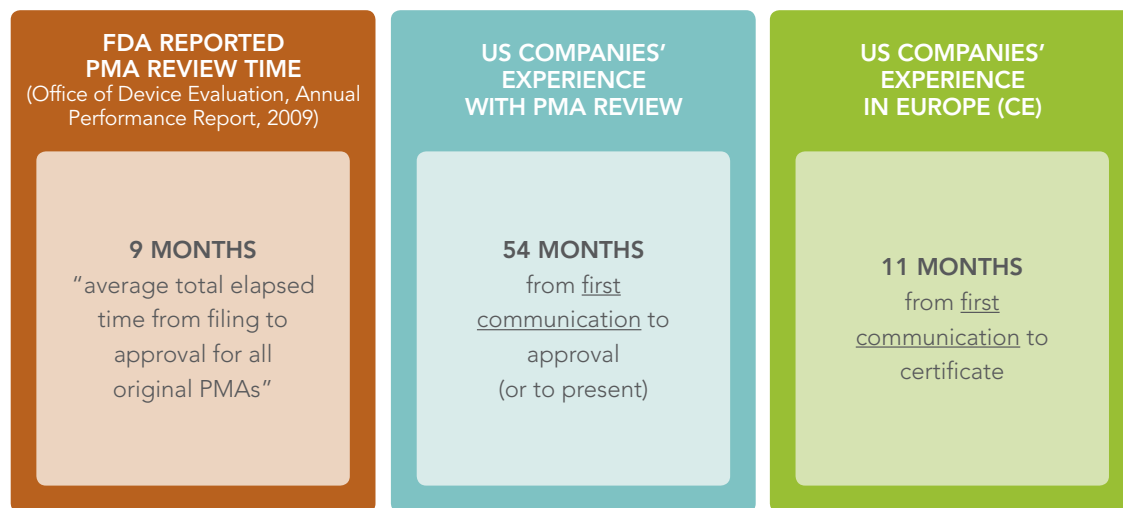 FDA REPORTED
PMA REVIEW TIME
(Office of Device Evaluation, Annual
Performance Report, 2009)
9 MONTHS
“average total elapsed
time from filing to
approval for all
original PMAs”
US COMPANIES’
EXPERIENCE
WITH PMA REVIEW
54 MONTHS
from first
communication to
approval
(or to present)
US COMPANIES’
EXPERIENCE
IN EUROPE (CE)
11 MONTHS
from first
communication to
certificate